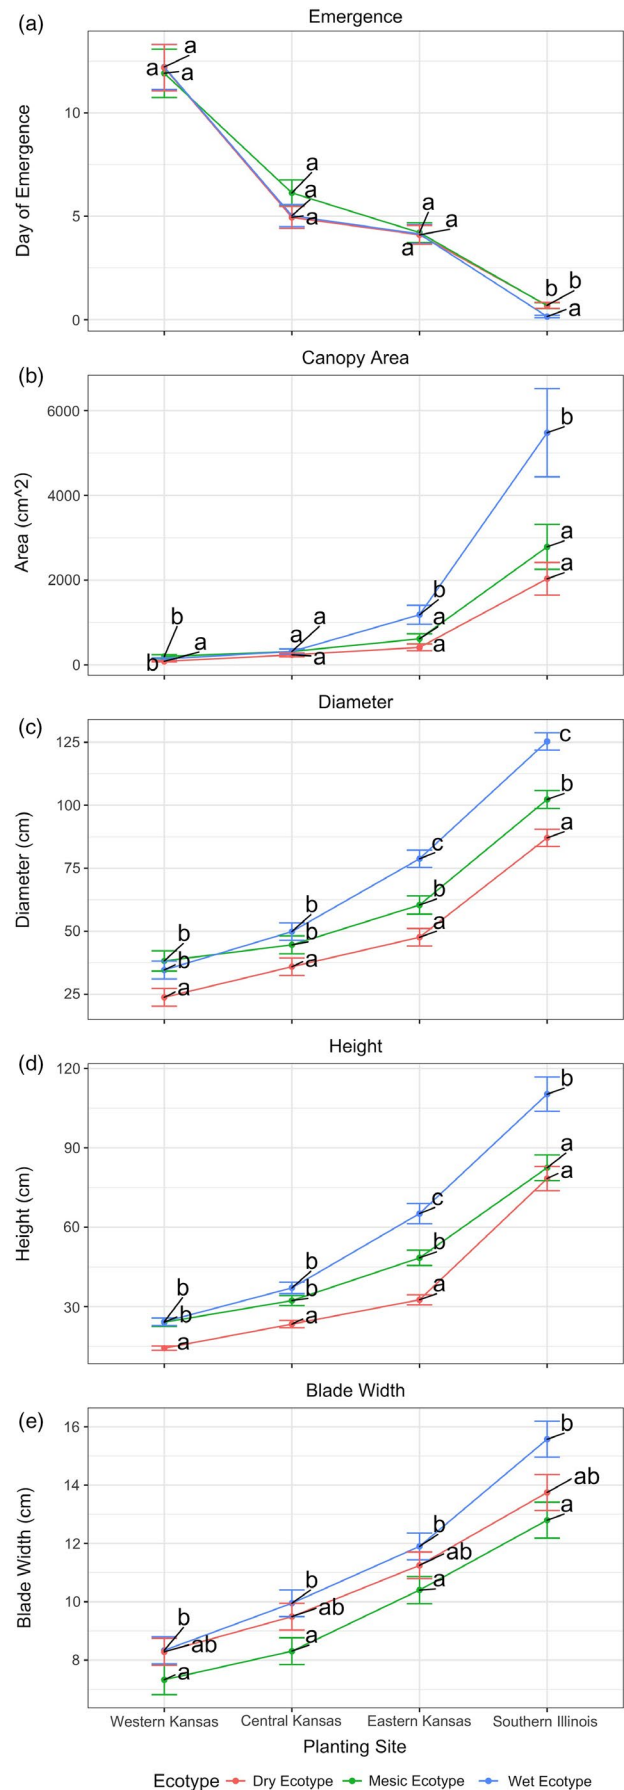 (a)
Emergence
Day of Emergence
10
5
0
a
a
a
a
a
a
a
a
a
b
b
a
(b)
Canopy Area
Area (cm^2)
6000
4000
2000
0
b
a
b
a
a
a
b
a
a
b
a
a
(c)
Diameter
Diameter (cm)
125
100
75
50
25
b
b
a
b
b
a
c
b
a
c
b
a
(d)
Height
Height (cm)
120
90
60
30
b
b
a
b
b
a
c
b
a
b
a
a
(e)
Blade Width
Blade Width (cm)
16
14
12
10
8
b
ab
a
b
ab
a
b
ab
a
b
ab
a
Western Kansas Central Kansas Eastern Kansas Southern Illinois
Planting Site
Ecotype Dry Ecotype Mesic Ecotype Wet Ecotype